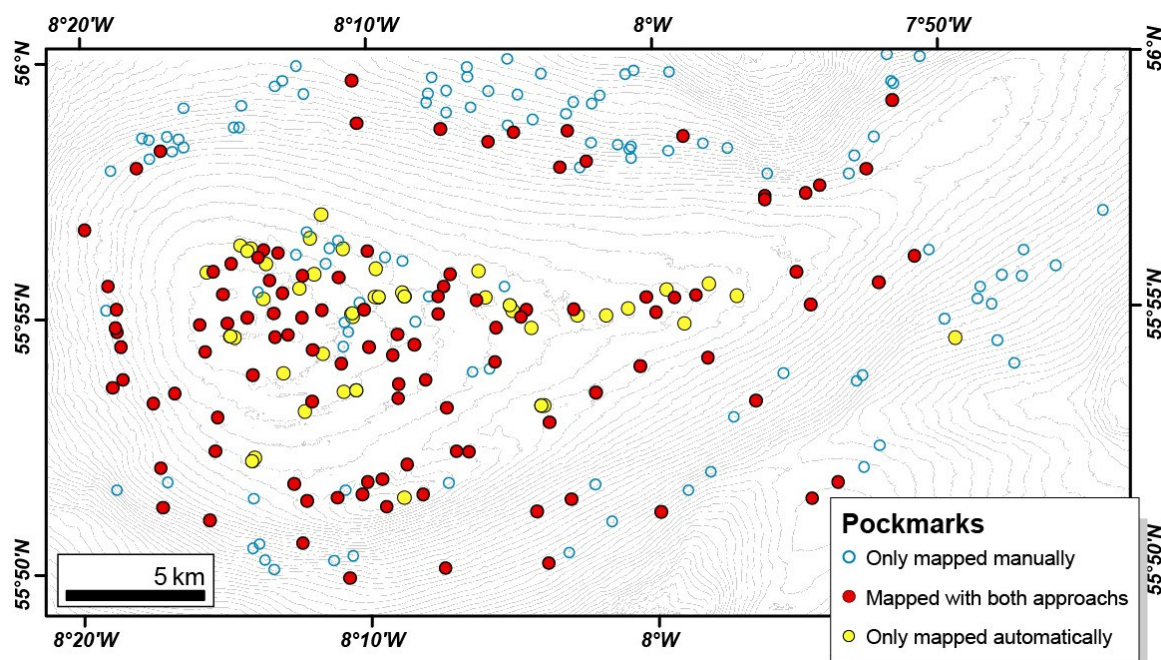 8°20'W 8°10'W 8°W 7°50'W
56°N 56°N
55°55'N 55°55'N
55°50'N 55°50'N
5 km
Pockmarks
Only mapped manually
Mapped with both approachs
Only mapped automatically
8°20'W 8°10'W 8°W